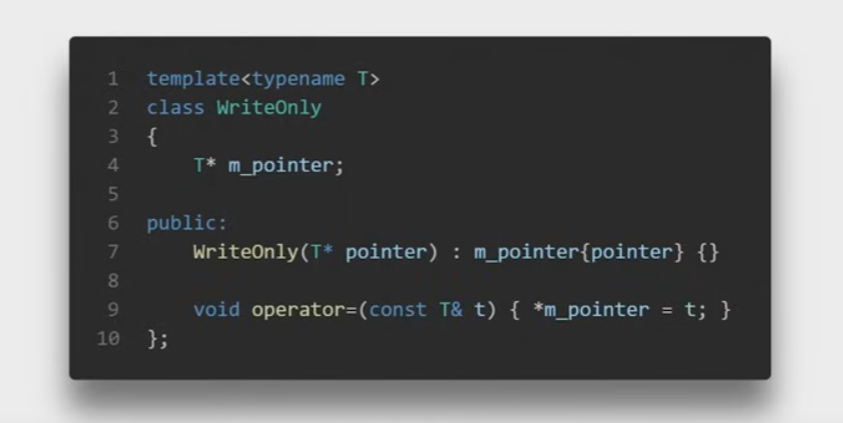 1 template<typename T>
2 class WriteOnly
3 {
4     T* m_pointer;
5
6 public:
7     WriteOnly(T* pointer) : m_pointer{pointer} {}
8
9     void operator=(const T& t) { *m_pointer = t; }
10 };